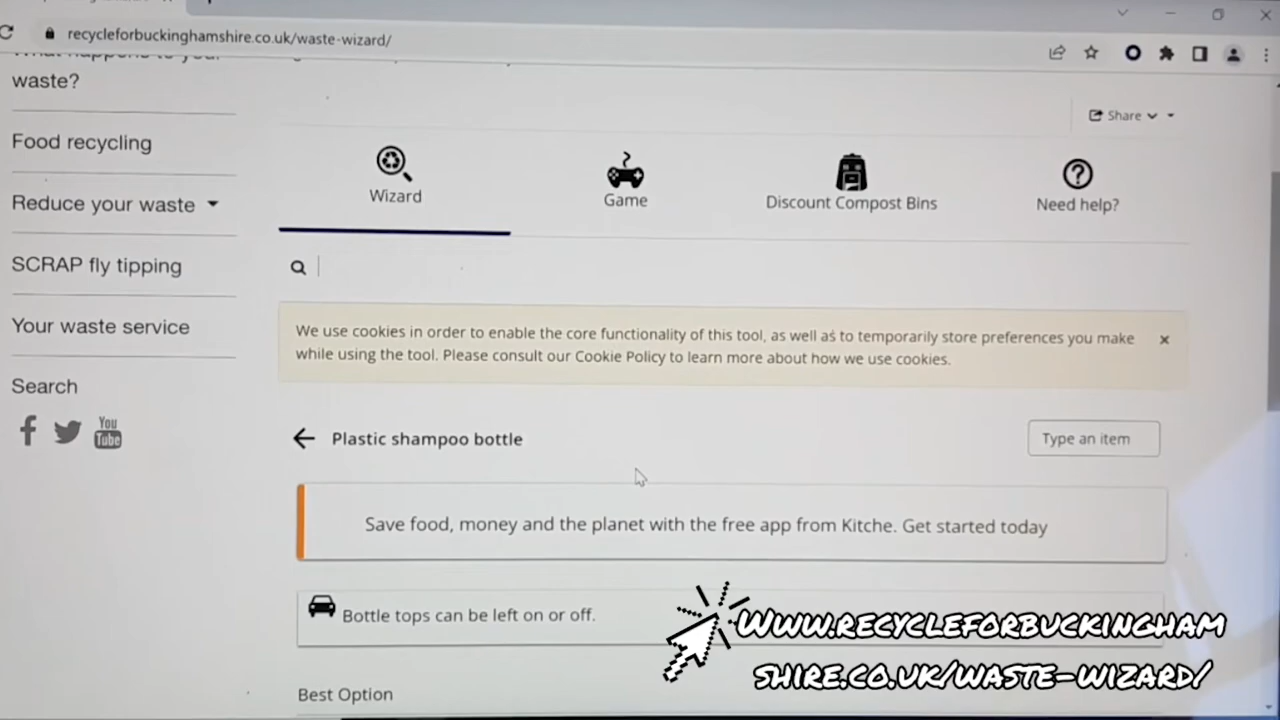 recycleforbuckinghamshire.co.uk/waste-wizard/
waste?
Food recycling
Reduce your waste
SCRAP fly tipping
Your waste service
Search
You
Tube
Share
Wizard
Game
Discount Compost Bins
Need help?
We use cookies in order to enable the core functionality of this tool, as well as to temporarily store preferences you make
while using the tool. Please consult our Cookie Policy to learn more about how we use cookies.
Plastic shampoo bottle
Type an item
Save food, money and the planet with the free app from Kitche. Get started today
Bottle tops can be left on or off.
Best Option
WWW.RECYCLEFORBUCKINGHAM
SHIRE.CO.UK/WASTE-WIZARD/